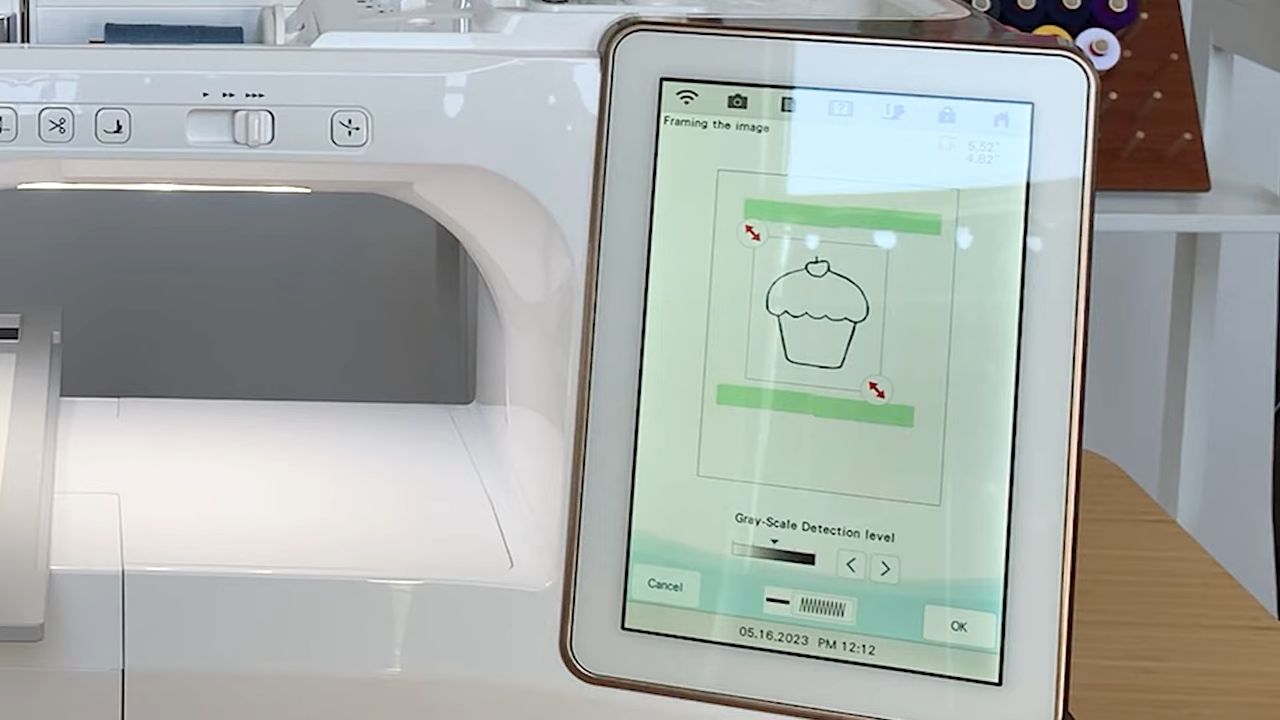 Framing the image
5.52"
4.82"
Gray-Scale Detection level
Cancel
OK
05.16.2023 PM 12:12